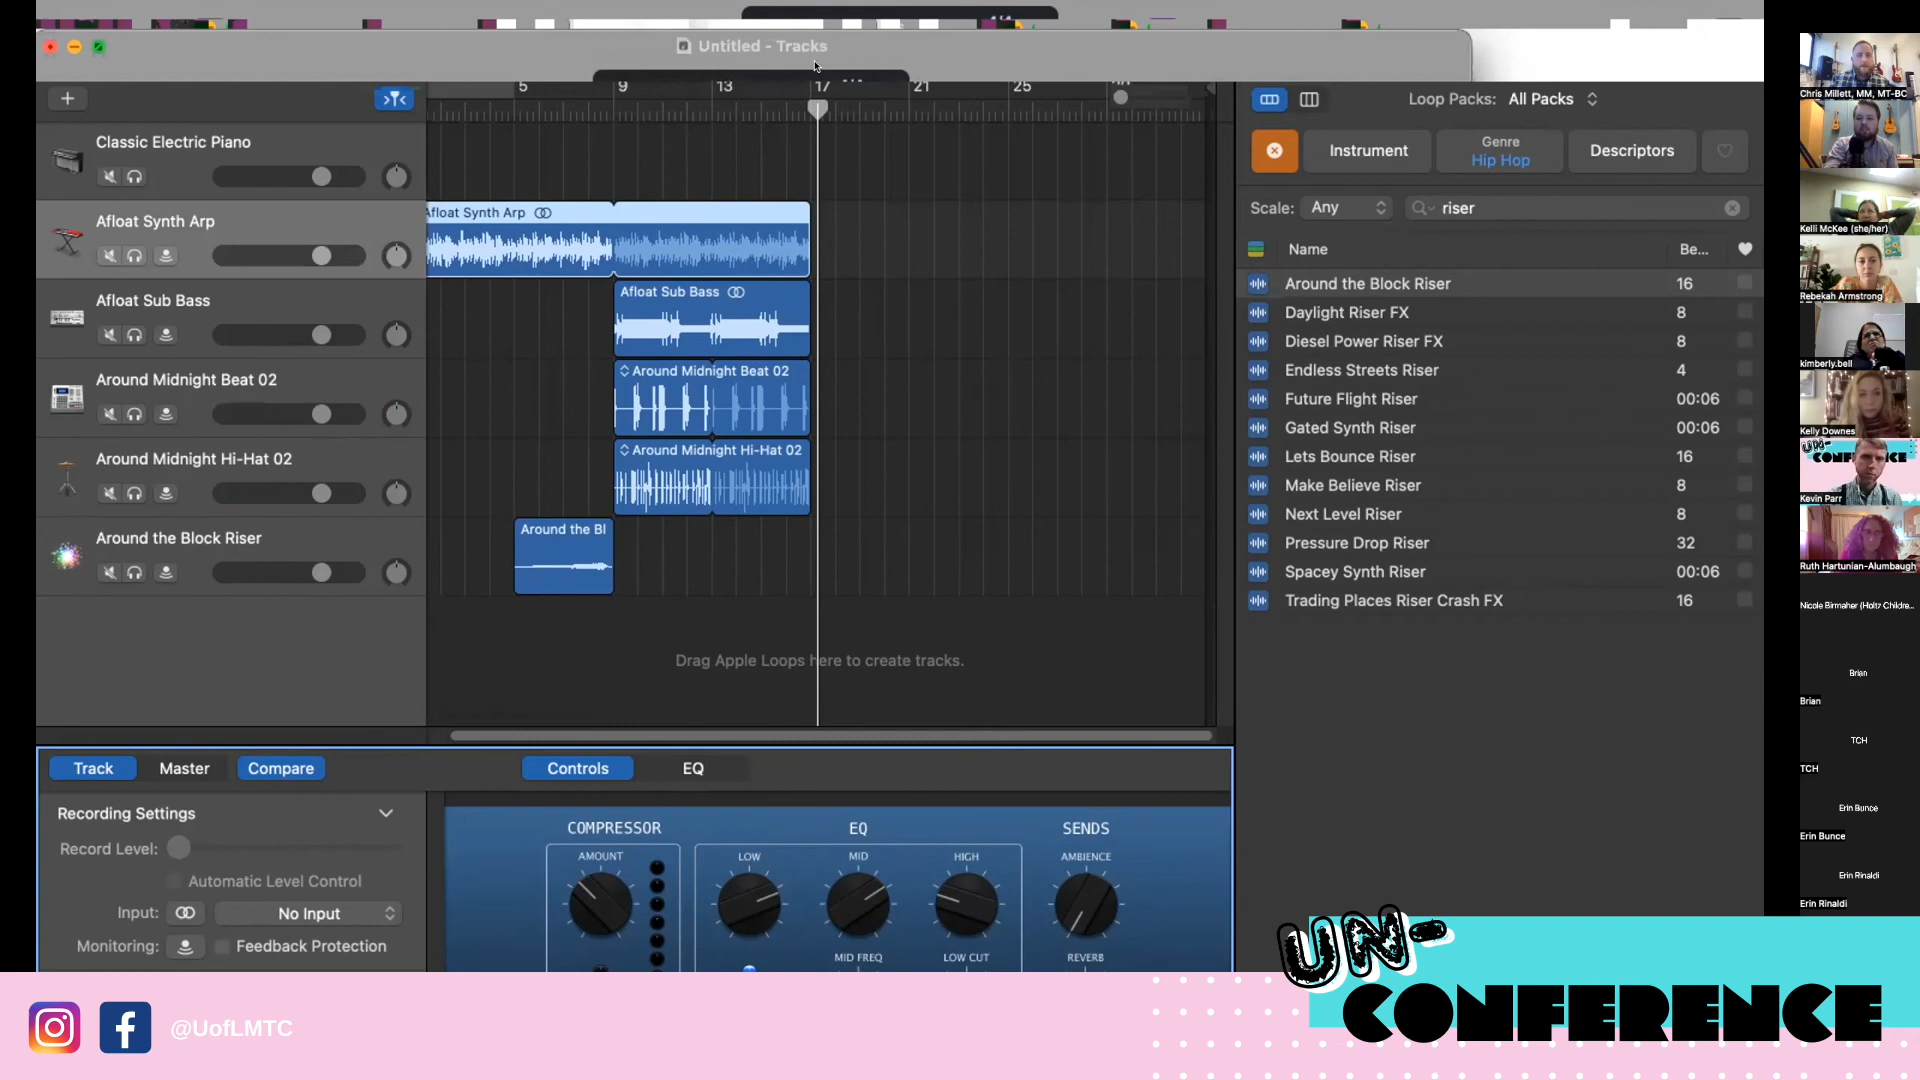 Untitled - Tracks
5 9 13 17 21 25
Classic Electric Piano
Afloat Synth Arp
Afloat Sub Bass
Around Midnight Beat 02
Around Midnight Hi-Hat 02
Around the Block Riser
Afloat Synth Arp
Afloat Sub Bass
Around Midnight Beat 02
Around Midnight Hi-Hat 02
Around the Bl
Drag Apple Loops here to create tracks.
Loop Packs: All Packs
Instrument
Genre
Hip Hop
Descriptors
Scale: Any
riser
Name Be...
Around the Block Riser 16
Daylight Riser FX 8
Diesel Power Riser FX 8
Endless Streets Riser 4
Future Flight Riser 00:06
Gated Synth Riser 00:06
Lets Bounce Riser 16
Make Believe Riser 8
Next Level Riser 8
Pressure Drop Riser 32
Spacey Synth Riser 00:06
Trading Places Riser Crash FX 16
Track Master Compare Controls EQ
Recording Settings
Record Level:
Automatic Level Control
Input: No Input
Monitoring: Feedback Protection
COMPRESSOR EQ SENDS
AMOUNT LOW MID HIGH AMBIENCE
MID FREQ LOW CUT REVERB
Chris Millett, MM, MT-BC
Kelli McKee (she/her)
Rebekah Armstrong
kimberly.bell
Kelly Downes
UN-
CONFERENCE
Kevin Parr
Ruth Hartunian-Alumbaugh
Nicole Birmaher (Holtz Childre...
Brian
Brian
TCH
TCH
Erin Bunce
Erin Bunce
Erin Rinaldi
Erin Rinaldi
@UofLMTC
UN-
CONFERENCE